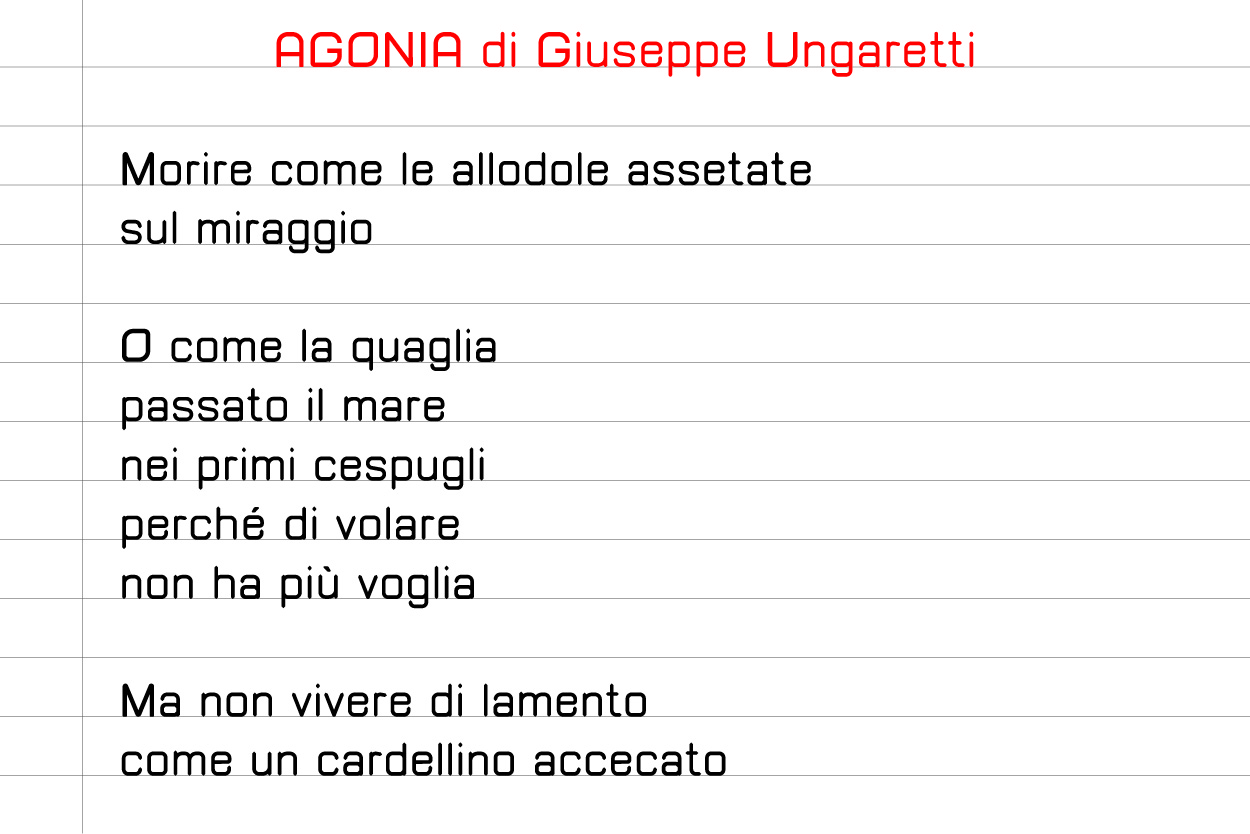 AGONIA di Giuseppe Ungaretti
Morire come le allodole assetate
sul miraggio
O come la quaglia
passato il mare
nei primi cespugli
perché di volare
non ha più voglia
Ma non vivere di lamento
come un cardellino accecato